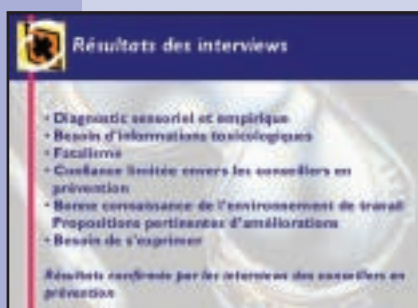 Résultats des interviews
• Diagnostic sensoriel et empirique
• Besoin d'informations toxicologiques
• Fatalisme
• Confiance limitée envers les conseillers en
prévention
• Bonne connaissance de l'environnement de travail
Propositions pertinentes d'améliorations
• Besoin de s'exprimer
Résultats confirmés par les interviews des conseillers en
prévention